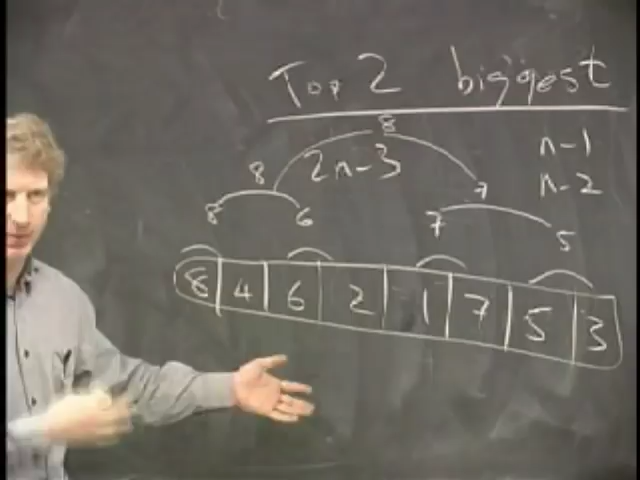 Top 2 biggest
8
n-1
8 2n-3
7 n-2
8 6 7 5
8 4 6 2 1 7 5 3